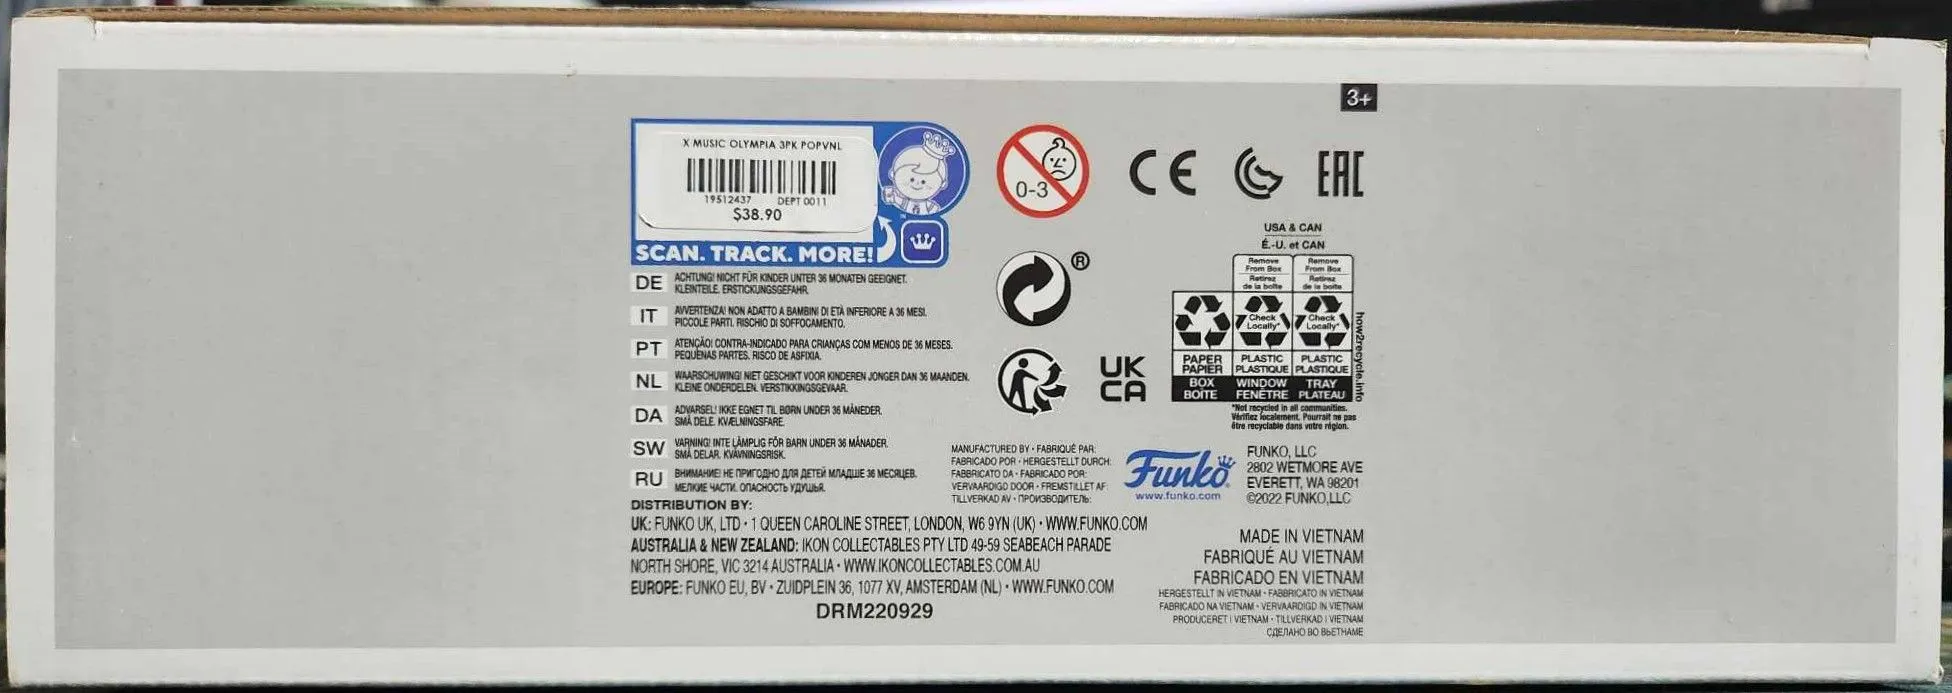 3+
X MUSIC OLYMPIA 3PK POPVNL
19512437 DEPT 0011
$38.90
SCAN. TRACK. MORE!
0-3
CE
EAC
®
UK
CA
USA & CAN
É.-U. et CAN
Remove From Box
Retirez de la boîte
Remove From Box
Retirez de la boîte
Check Locally*
Check Locally*
PAPER PAPIER
PLASTIC PLASTIQUE
PLASTIC PLASTIQUE
BOX BOÎTE
WINDOW FENÊTRE
TRAY PLATEAU
how2recycle.info
*Not recycled in all communities.
Vérifiez localement. Pourrait ne pas
être recyclable dans votre région.
DE ACHTUNG! NICHT FÜR KINDER UNTER 36 MONATEN GEEIGNET.
KLEINTEILE. ERSTICKUNGSGEFAHR.
IT AVVERTENZA! NON ADATTO A BAMBINI DI ETÀ INFERIORE A 36 MESI.
PICCOLE PARTI. RISCHIO DI SOFFOCAMENTO.
PT ATENÇÃO! CONTRA-INDICADO PARA CRIANÇAS COM MENOS DE 36 MESES.
PEQUENAS PARTES. RISCO DE ASFIXIA.
NL WAARSCHUWING! NIET GESCHIKT VOOR KINDEREN JONGER DAN 36 MAANDEN.
KLEINE ONDERDELEN. VERSTIKKINGSGEVAAR.
DA ADVARSEL! IKKE EGNET TIL BØRN UNDER 36 MÅNEDER.
SMÅ DELE. KVÆLNINGSFARE.
SW VARNING! INTE LÄMPLIG FÖR BARN UNDER 36 MÅNADER.
SMÅ DELAR. KVÄVNINGSRISK.
RU ВНИМАНИЕ! НЕ ПРИГОДНО ДЛЯ ДЕТЕЙ МЛАДШЕ 36 МЕСЯЦЕВ.
МЕЛКИЕ ЧАСТИ. ОПАСНОСТЬ УДУШЬЯ.
MANUFACTURED BY • FABRIQUÉ PAR:
FABRICADO POR • HERGESTELLT DURCH:
FABBRICATO DA • FABRICADO POR:
VERVAARDIGD DOOR • FREMSTILLET AF:
TILLVERKAD AV • ПРОИЗВОДИТЕЛЬ:
Funko
www.funko.com
FUNKO, LLC
2802 WETMORE AVE
EVERETT, WA 98201
©2022 FUNKO,LLC
DISTRIBUTION BY:
UK: FUNKO UK, LTD • 1 QUEEN CAROLINE STREET, LONDON, W6 9YN (UK) • WWW.FUNKO.COM
AUSTRALIA & NEW ZEALAND: IKON COLLECTABLES PTY LTD 49-59 SEABEACH PARADE
NORTH SHORE, VIC 3214 AUSTRALIA • WWW.IKONCOLLECTABLES.COM.AU
EUROPE: FUNKO EU, BV • ZUIDPLEIN 36, 1077 XV, AMSTERDAM (NL) • WWW.FUNKO.COM
DRM220929
MADE IN VIETNAM
FABRIQUÉ AU VIETNAM
FABRICADO EN VIETNAM
HERGESTELLT IN VIETNAM • FABBRICATO IN VIETNAM
FABRICADO NA VIETNAM • VERVAARDIGD IN VIETNAM
PRODUCERET I VIETNAM • TILLVERKAD I VIETNAM
СДЕЛАНО ВО ВЬЕТНАМЕ